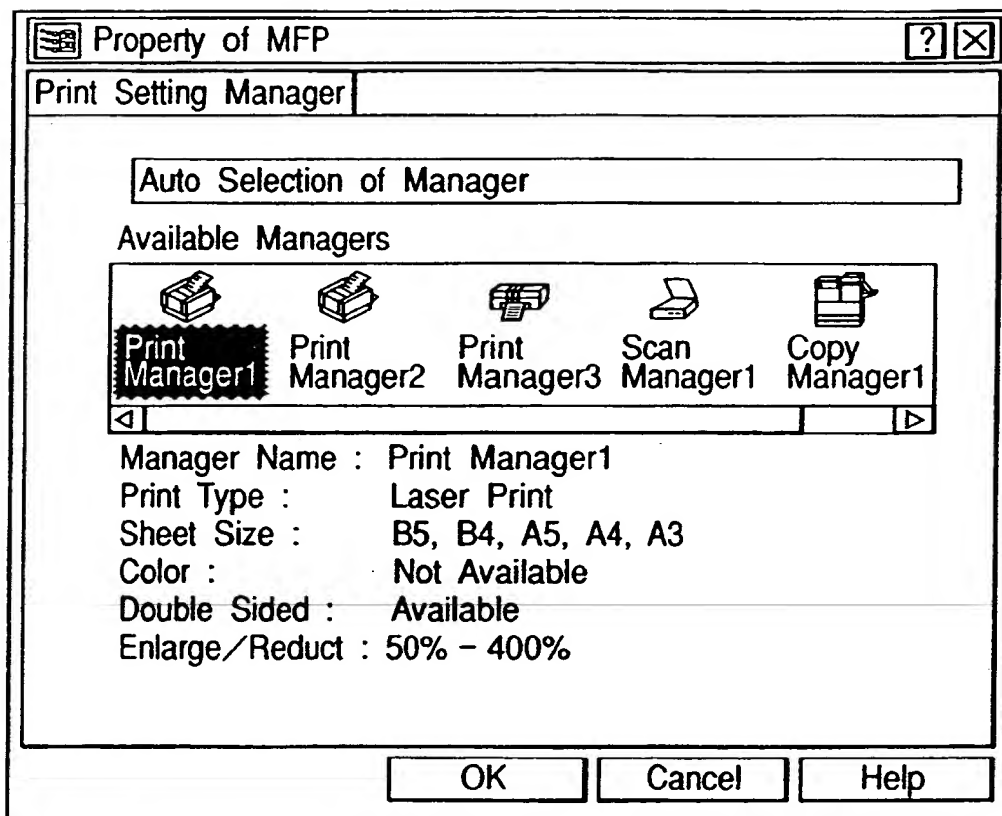 Property of MFP ?
Print Setting Manager
Auto Selection of Manager
Available Managers
Print Manager1 Print Manager2 Print Manager3 Scan Manager1 Copy Manager1
Manager Name : Print Manager1
Print Type : Laser Print
Sheet Size : B5, B4, A5, A4, A3
Color : Not Available
Double Sided : Available
Enlarge/Reduct : 50% – 400%
OK Cancel Help